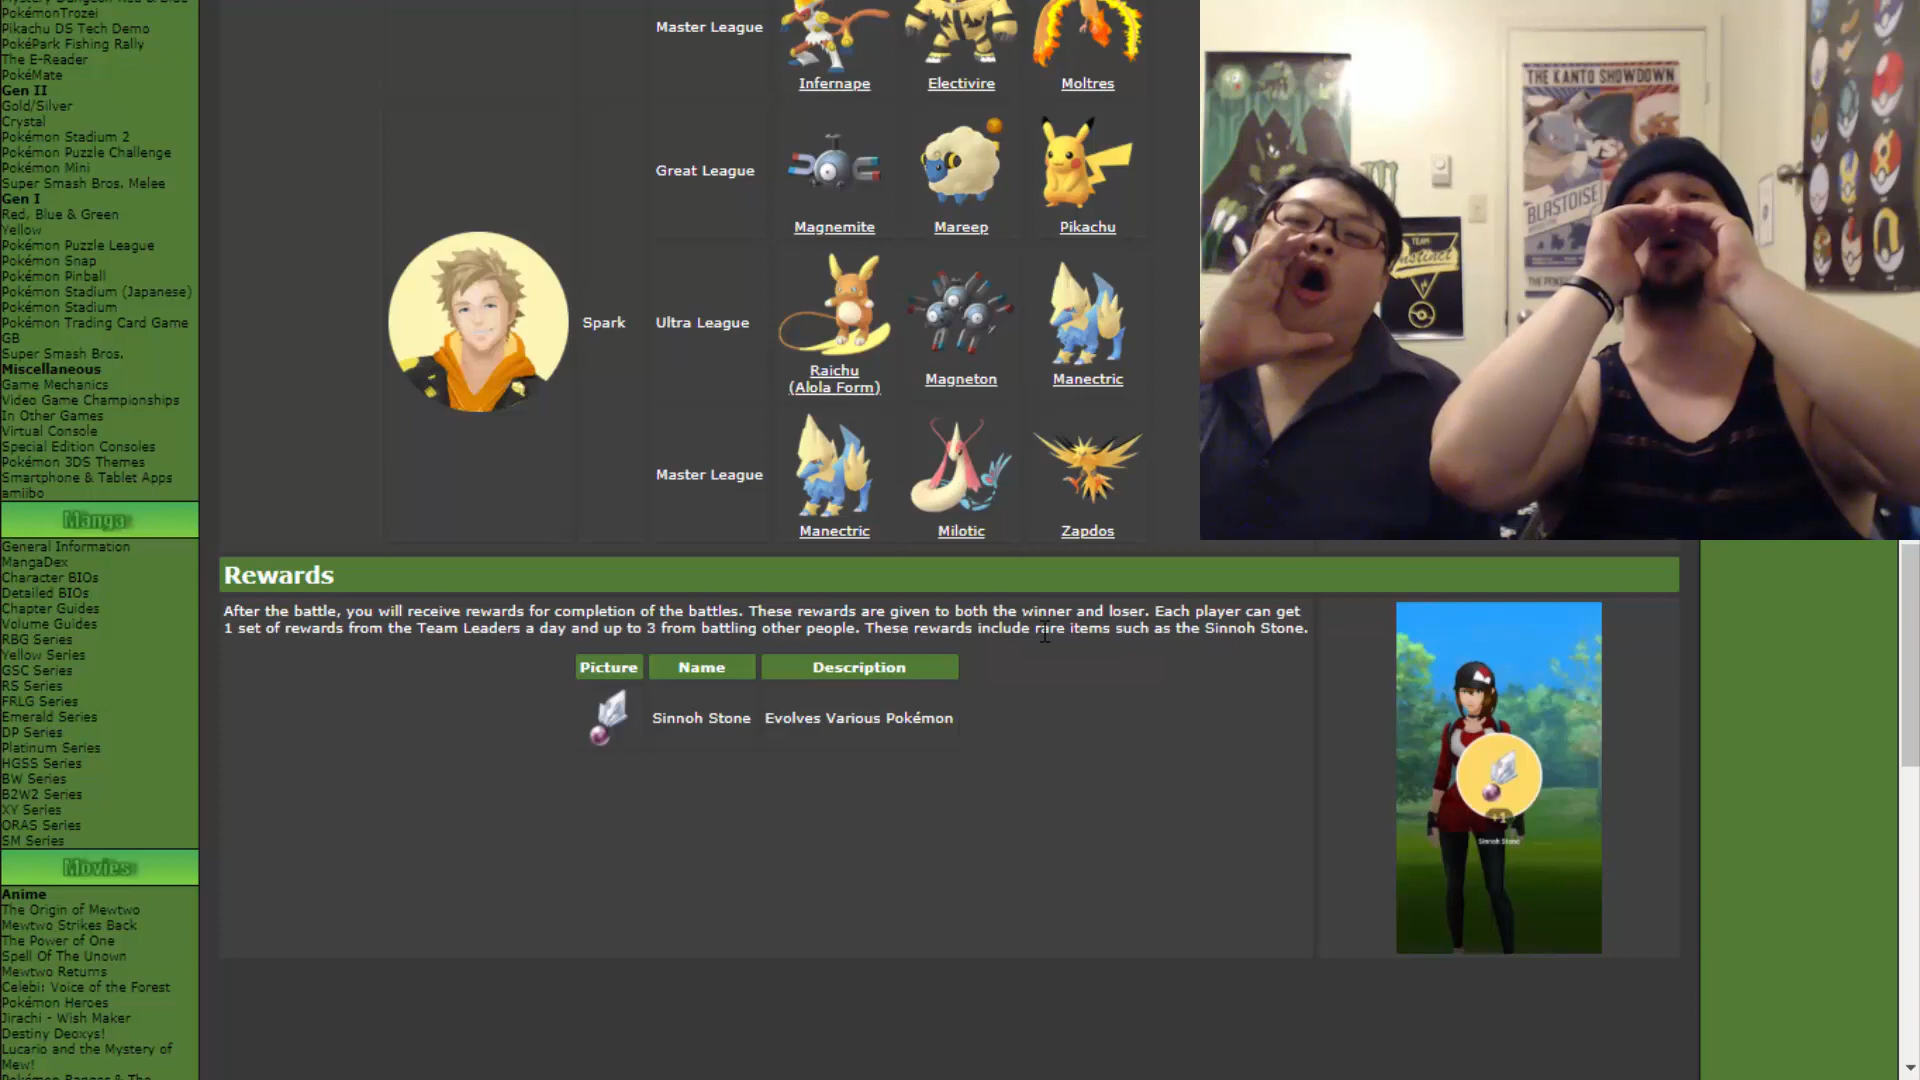 PokémonTrozei
Pikachu DS Tech Demo
PokéPark Fishing Rally
The E-Reader
PokéMate
Gen II
Gold/Silver
Crystal
Pokémon Stadium 2
Pokémon Puzzle Challenge
Pokémon Mini
Super Smash Bros. Melee
Gen I
Red, Blue & Green
Yellow
Pokémon Puzzle League
Pokémon Snap
Pokémon Pinball
Pokémon Stadium (Japanese)
Pokémon Stadium
Pokémon Trading Card Game
GB
Super Smash Bros.
Miscellaneous
Game Mechanics
Video Game Championships
In Other Games
Virtual Console
Special Edition Consoles
Pokémon 3DS Themes
Smartphone & Tablet Apps
amiibo
Manga
General Information
MangaDex
Character BIOs
Detailed BIOs
Chapter Guides
Volume Guides
RBG Series
Yellow Series
GSC Series
RS Series
FRLG Series
Emerald Series
DP Series
Platinum Series
HGSS Series
BW Series
B2W2 Series
XY Series
ORAS Series
SM Series
Movies
Anime
The Origin of Mewtwo
Mewtwo Strikes Back
The Power of One
Spell Of The Unown
Mewtwo Returns
Celebi: Voice of the Forest
Pokémon Heroes
Jirachi - Wish Maker
Destiny Deoxys!
Lucario and the Mystery of
Mew!
Master League
Infernape Electivire Moltres
Great League
Magnemite Mareep Pikachu
Spark
Ultra League
Raichu
(Alola Form)
Magneton Manectric
Master League
Manectric Milotic Zapdos
Rewards
After the battle, you will receive rewards for completion of the battles. These rewards are given to both the winner and loser. Each player can get
1 set of rewards from the Team Leaders a day and up to 3 from battling other people. These rewards include rare items such as the Sinnoh Stone.
Picture Name Description
Sinnoh Stone Evolves Various Pokémon
+1
Sinnoh Stone
THE KANTO SHOWDOWN
BLASTOISE
TEAM
instinct